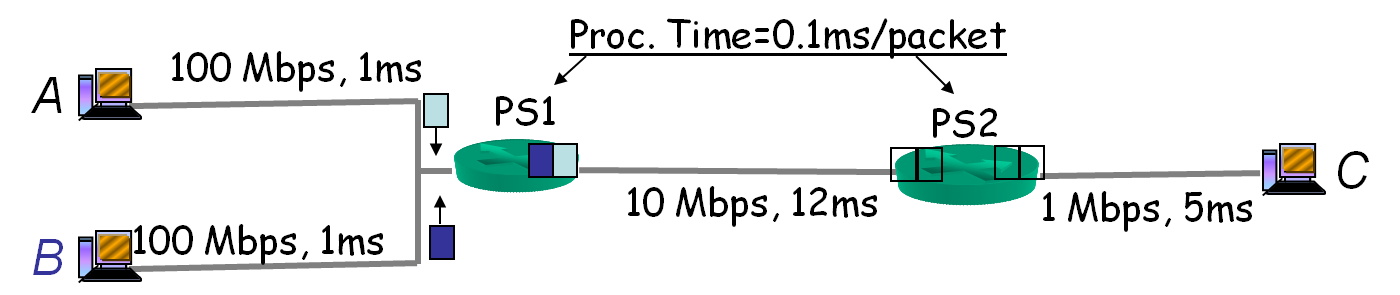 Proc. Time=0.1ms/packet
100 Mbps, 1ms
A
PS1
PS2
C
10 Mbps, 12ms
1 Mbps, 5ms
B
100 Mbps, 1ms